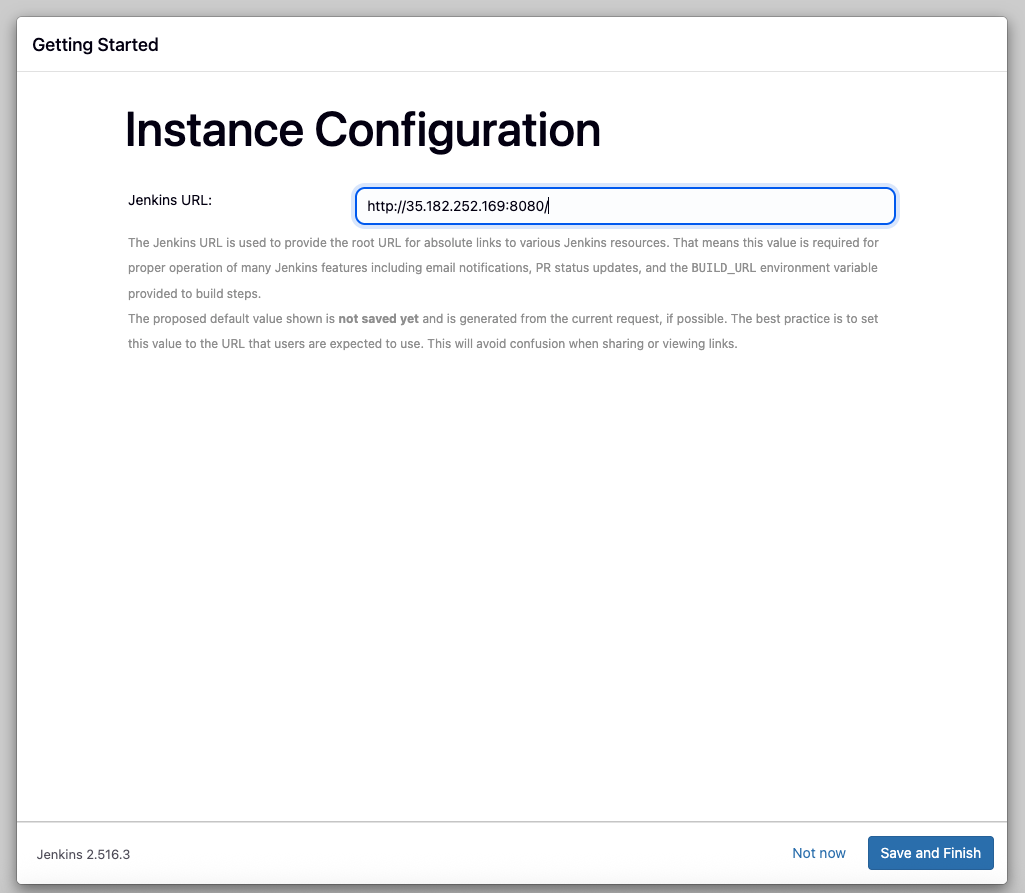 Getting Started
Instance Configuration
Jenkins URL:
http://35.182.252.169:8080/
The Jenkins URL is used to provide the root URL for absolute links to various Jenkins resources. That means this value is required for
proper operation of many Jenkins features including email notifications, PR status updates, and the BUILD_URL environment variable
provided to build steps.
The proposed default value shown is not saved yet and is generated from the current request, if possible. The best practice is to set
this value to the URL that users are expected to use. This will avoid confusion when sharing or viewing links.
Jenkins 2.516.3
Not now
Save and Finish